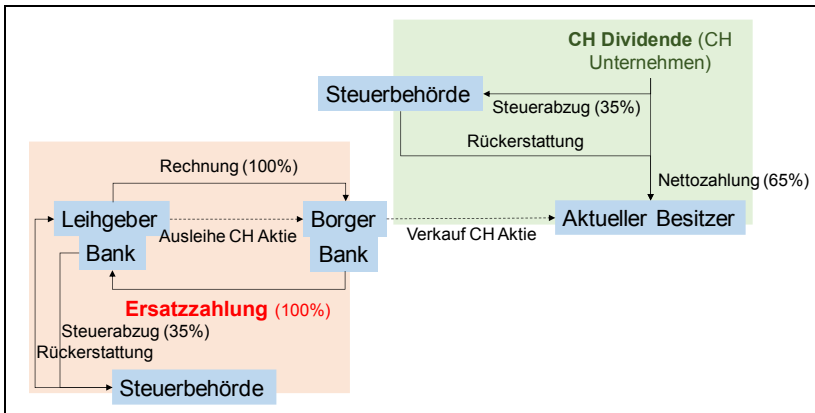 CH Dividende (CH
Unternehmen)
Steuerbehörde
Steuerabzug (35%)
Rückerstattung
Nettozahlung (65%)
Rechnung (100%)
Leihgeber
Borger
Aktueller Besitzer
Ausleihe CH Aktie
Verkauf CH Aktie
Bank
Bank
Ersatzzahlung (100%)
Steuerabzug (35%)
Rückerstattung
Steuerbehörde